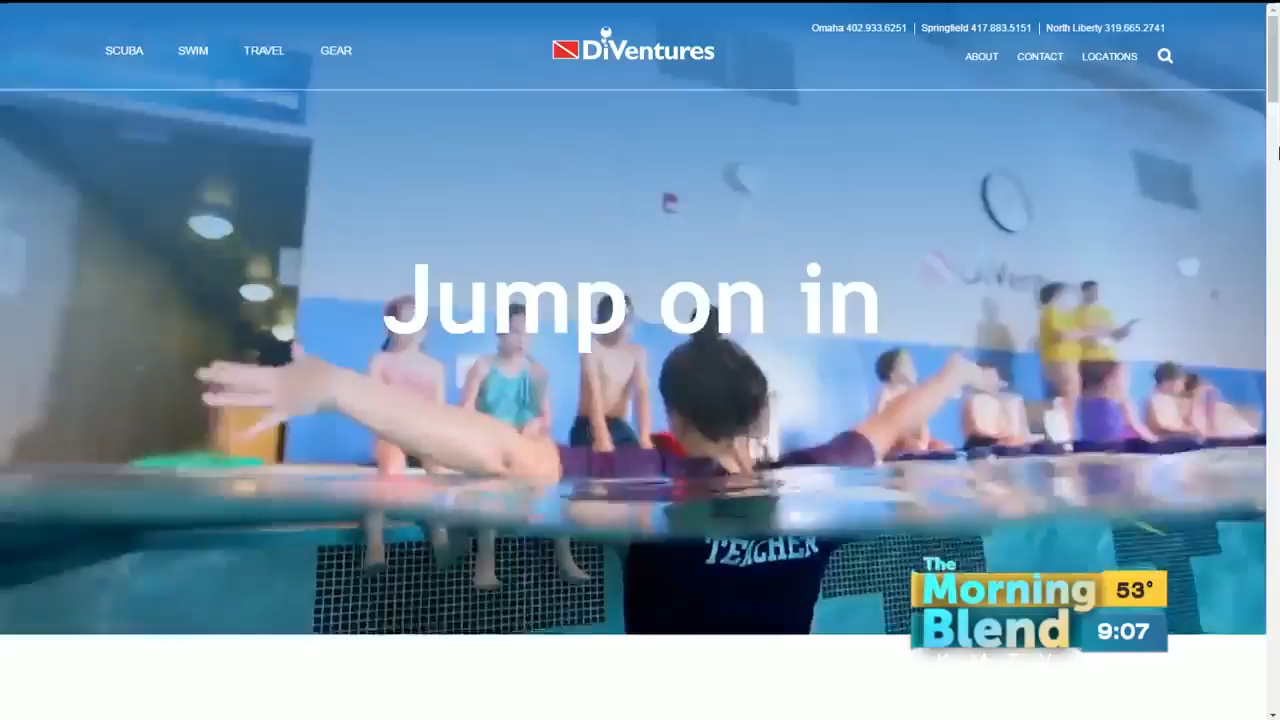 Omaha 402.933.6251 | Springfield 417.883.5151 | North Liberty 319.665.2741
SCUBA SWIM TRAVEL GEAR
DiVentures
ABOUT CONTACT LOCATIONS
Jump on in
TEACHER
The
Morning
Blend
53°
9:07